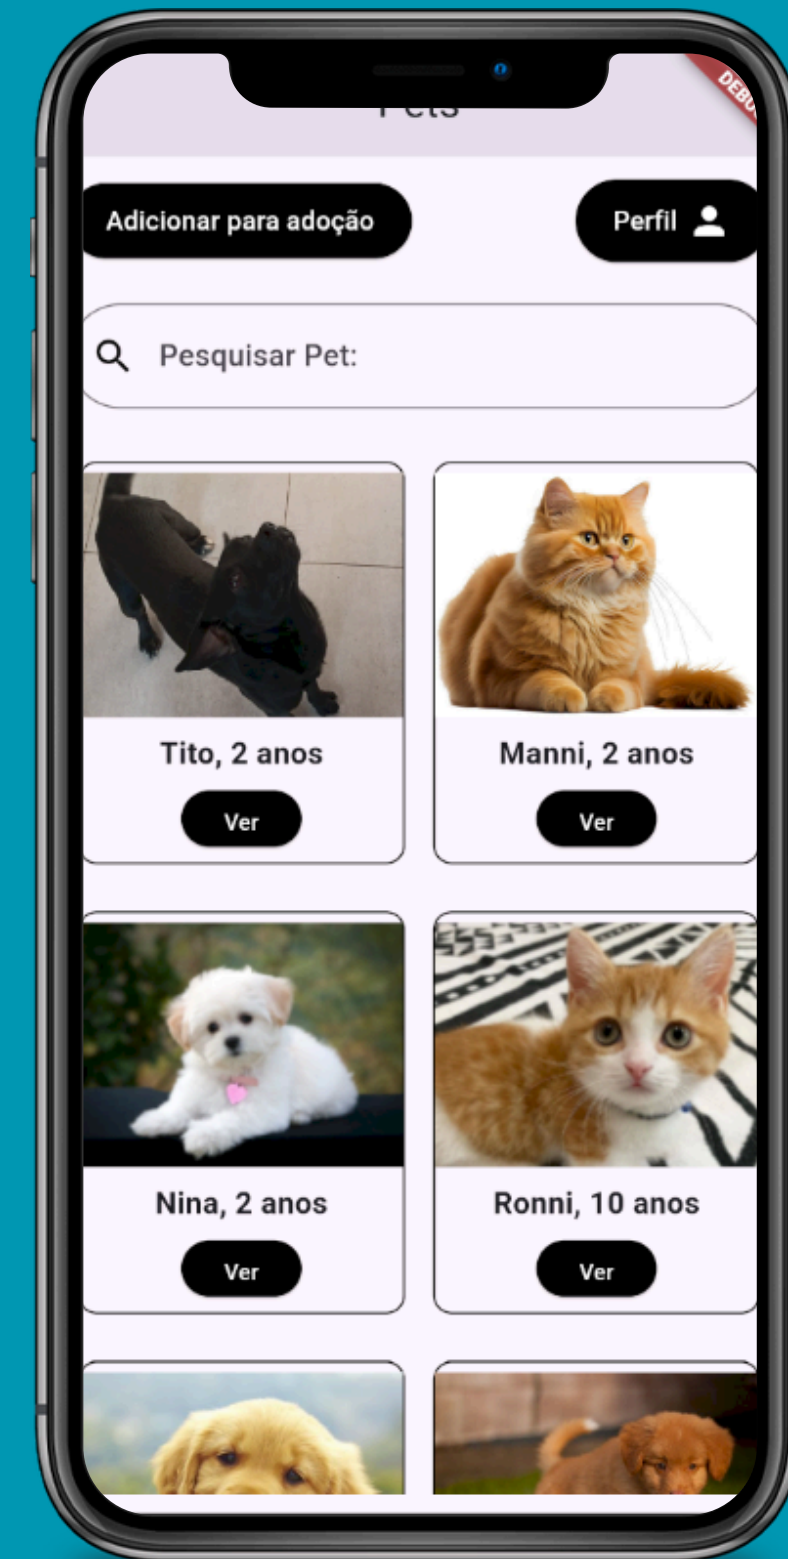 Pets
Adicionar para adoção
Perfil
Pesquisar Pet:
Tito, 2 anos
Manni, 2 anos
Ver
Ver
Nina, 2 anos
Ronni, 10 anos
Ver
Ver